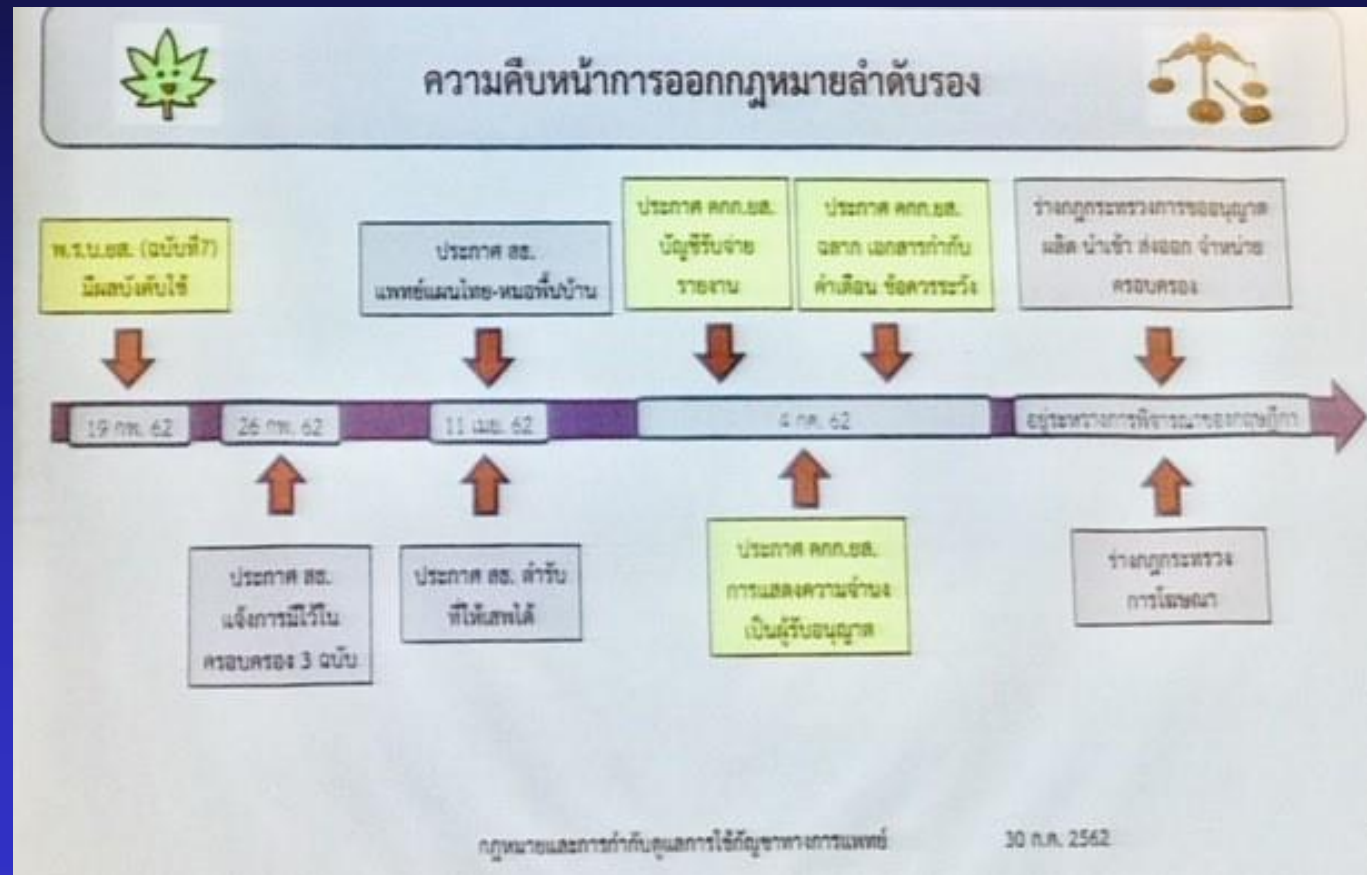 ความคืบหน้าการออกกฎหมายลำดับรอง
พ.ร.บ.ยส. (ฉบับที่7)
มีผลบังคับใช้
ประกาศ สธ.
แพทย์แผนไทย-หมอพื้นบ้าน
ประกาศ คกก.ยส.
บัญชีรับจ่าย
รายงาน
ประกาศ คกก.ยส.
ฉลาก เอกสารกำกับ
คำเตือน ข้อควรระวัง
ร่างกฎกระทรวงการขออนุญาต
ผลิต นำเข้า ส่งออก จำหน่าย
ครอบครอง
19 กพ. 62
26 กพ. 62
11 เมย. 62
4 กค. 62
อยู่ระหว่างการพิจารณาของกฤษฎีกา
ประกาศ สธ.
แจ้งการมีไว้ใน
ครอบครอง 3 ฉบับ
ประกาศ สธ. ตำรับ
ที่ให้เสพได้
ประกาศ คกก.ยส.
การแสดงความจำนง
เป็นผู้รับอนุญาต
ร่างกฎกระทรวง
การโฆษณา
กฎหมายและการกำกับดูแลการใช้กัญชาทางการแพทย์
30 ก.ค. 2562